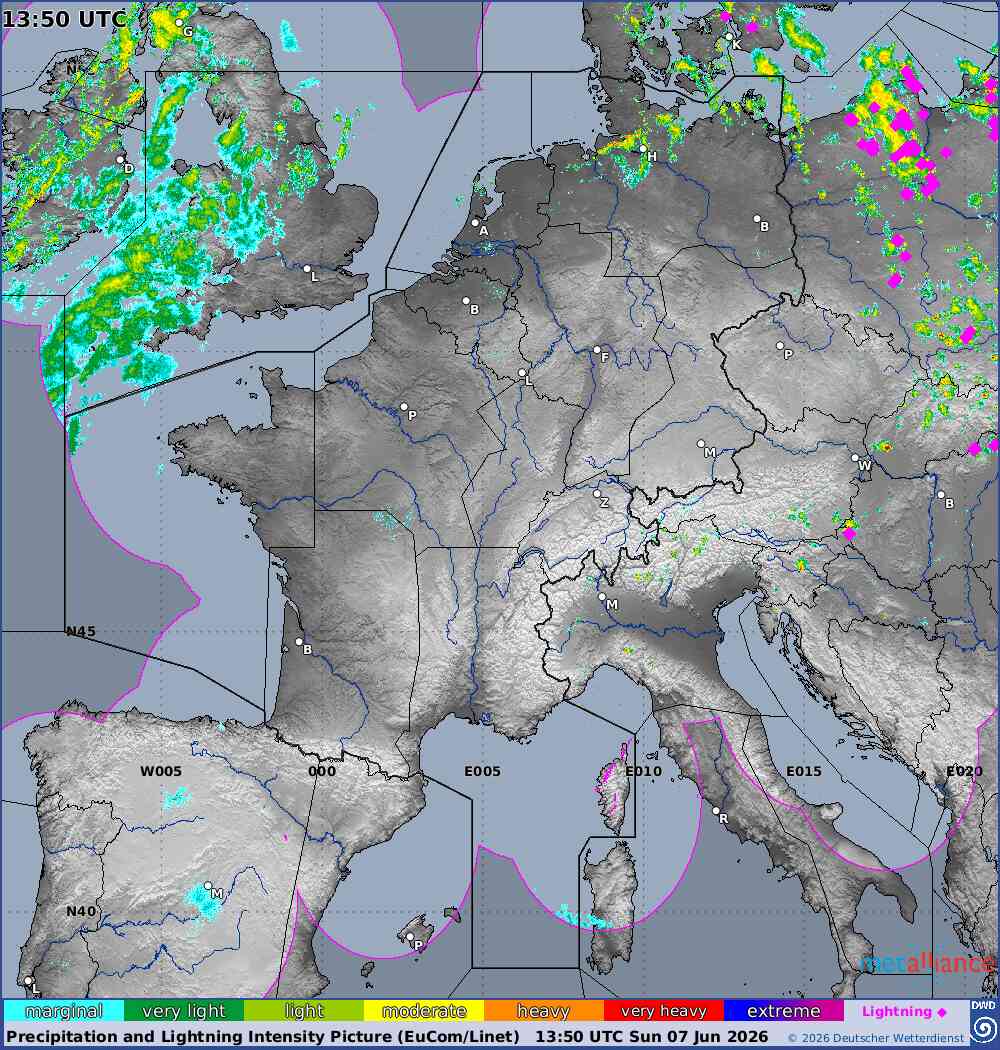 13:50 UTC
G
K
N
D
H
A
B
L
B
F
P
L
P
M
W
Z
B
M
N45
B
W005
000
E005
E010
E015
E020
R
M
N40
P
L
metalliance
marginal very light light moderate heavy very heavy extreme Lightning
DWD
Precipitation and Lightning Intensity Picture (EuCom/Linet) 13:50 UTC Sun 07 Jun 2026 © 2026 Deutscher Wetterdienst